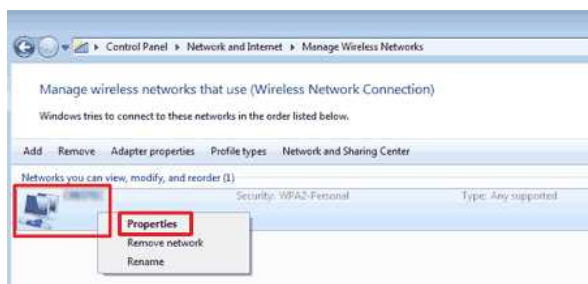 Control Panel ▸ Network and Internet ▸ Manage Wireless Networks
Manage wireless networks that use (Wireless Network Connection)
Windows tries to connect to these networks in the order listed below.
Add Remove Adapter properties Profile types Network and Sharing Center
Networks you can view, modify, and reorder (1)
Security: WPA2-Personal Type: Any supported
Properties
Remove network
Rename